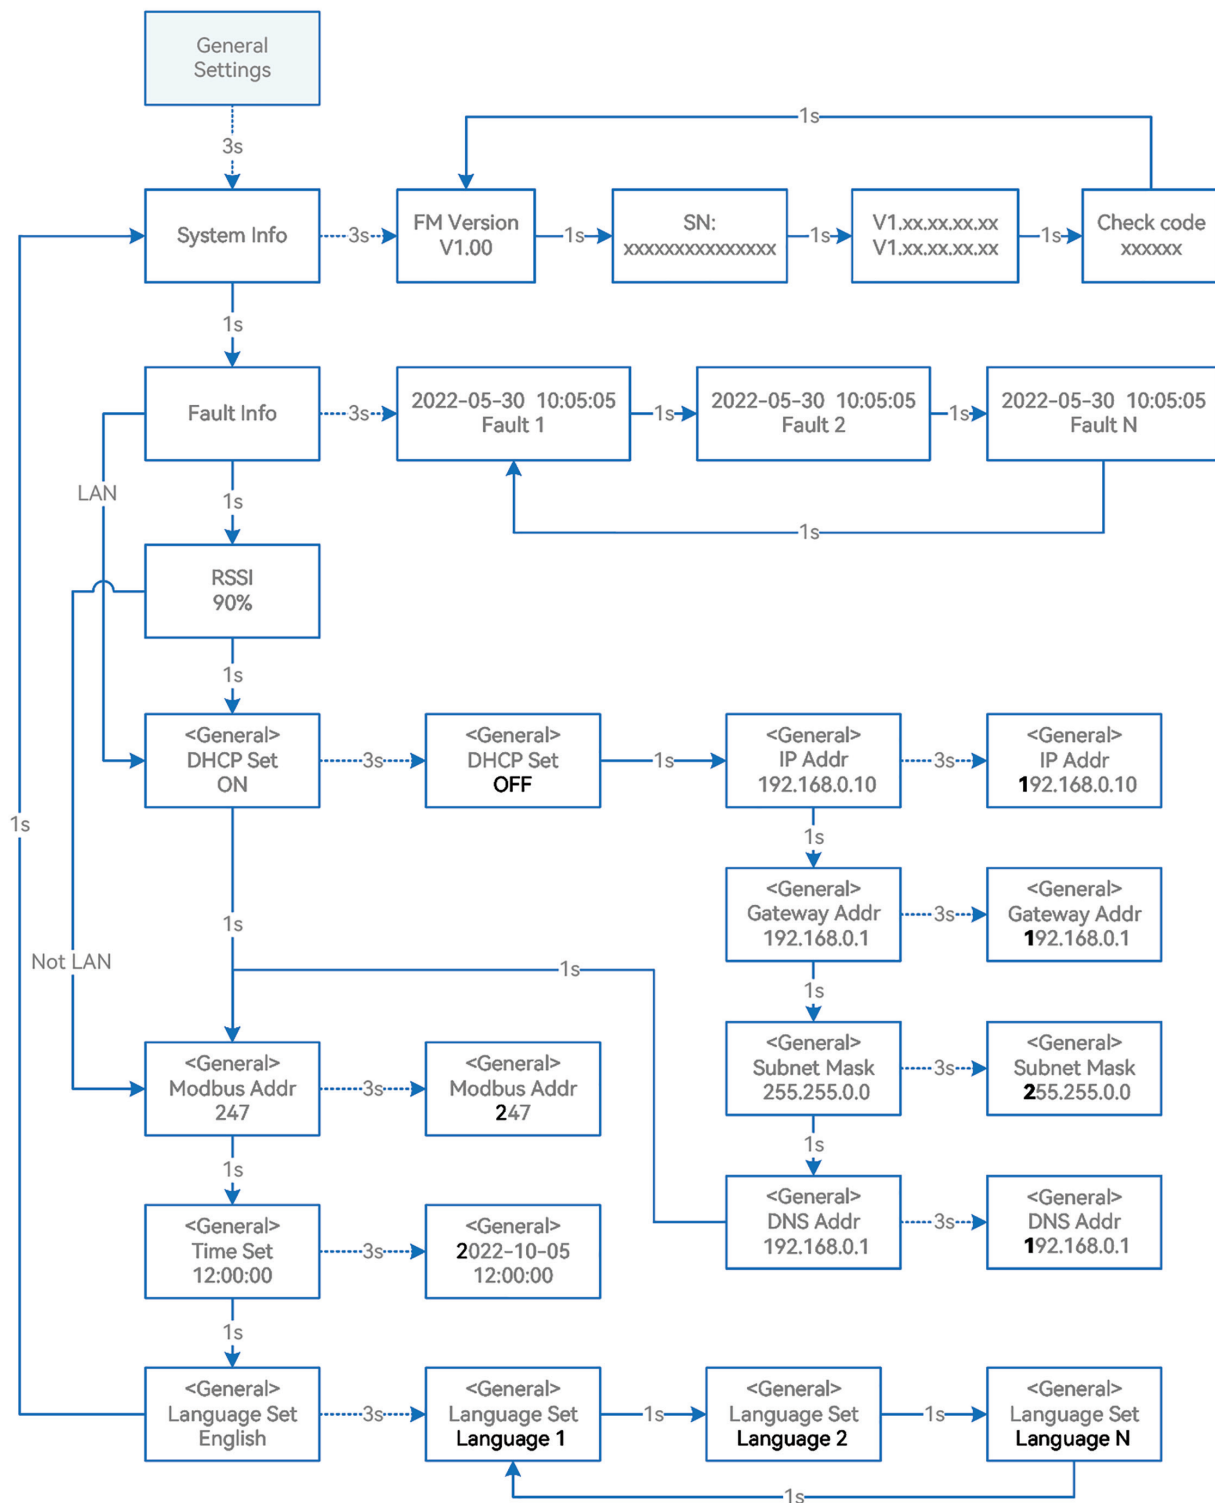 General
Settings
3s
1s
System Info
3s
FM Version
V1.00
1s
SN:
xxxxxxxxxxxxxxx
1s
V1.xx.xx.xx.xx
V1.xx.xx.xx.xx
1s
Check code
xxxxxx
1s
Fault Info
3s
2022-05-30 10:05:05
Fault 1
1s
2022-05-30 10:05:05
Fault 2
1s
2022-05-30 10:05:05
Fault N
LAN
1s
1s
RSSI
90%
1s
<General>
DHCP Set
ON
3s
<General>
DHCP Set
OFF
1s
<General>
IP Addr
192.168.0.10
3s
<General>
IP Addr
192.168.0.10
1s
1s
<General>
Gateway Addr
192.168.0.1
3s
<General>
Gateway Addr
192.168.0.1
1s
Not LAN
1s
1s
<General>
Modbus Addr
247
3s
<General>
Modbus Addr
247
<General>
Subnet Mask
255.255.0.0
3s
<General>
Subnet Mask
255.255.0.0
1s
1s
<General>
Time Set
12:00:00
3s
<General>
22022-10-05
12:00:00
<General>
DNS Addr
192.168.0.1
3s
<General>
DNS Addr
192.168.0.1
1s
<General>
Language Set
English
3s
<General>
Language Set
Language 1
1s
<General>
Language Set
Language 2
1s
<General>
Language Set
Language N
1s